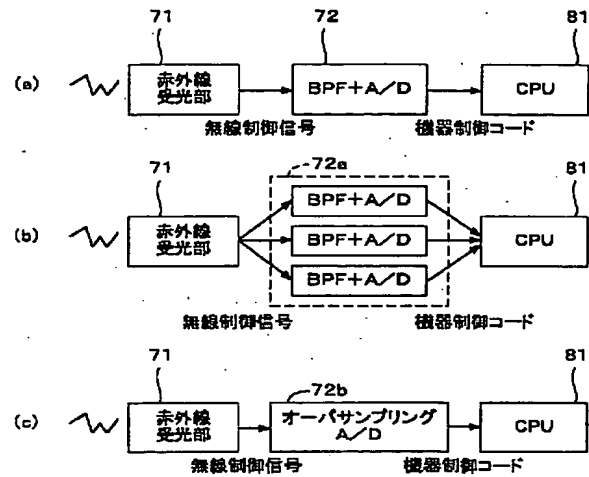 71 72 81
(a) 赤外線受光部 BPF+A/D CPU
無線制御信号 機器制御コード
71 72a 81
BPF+A/D
(b) 赤外線受光部 BPF+A/D CPU
BPF+A/D
無線制御信号 機器制御コード
71 72b 81
(c) 赤外線受光部 オーバサンプリングA/D CPU
無線制御信号 機器制御コード